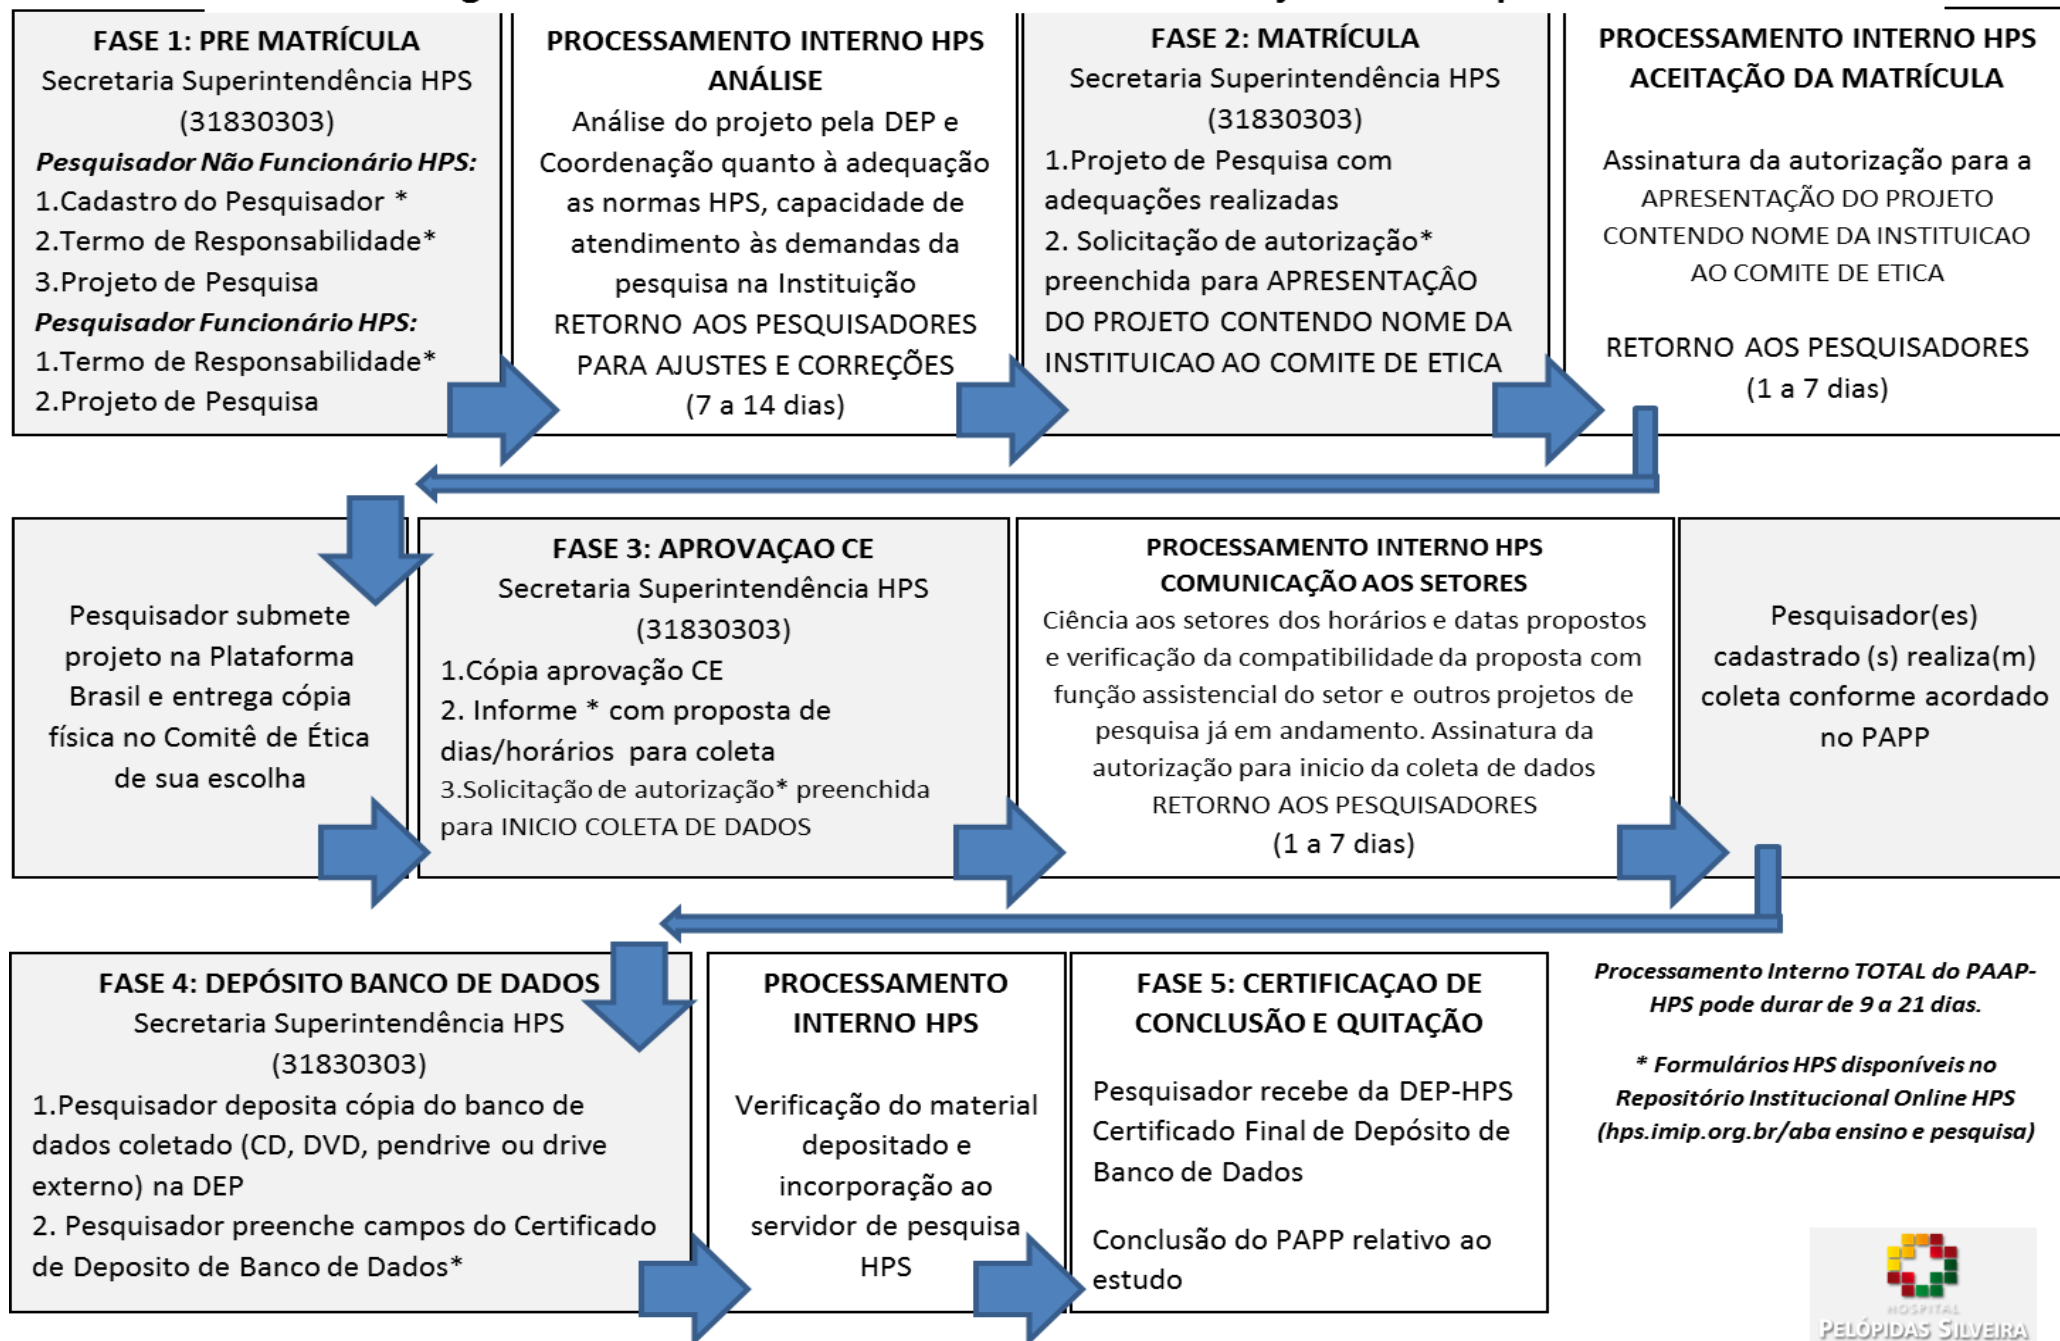 FASE 1: PRE MATRÍCULA
Secretaria Superintendência HPS
(31830303)
Pesquisador Não Funcionário HPS:
1.Cadastro do Pesquisador *
2.Termo de Responsabilidade*
3.Projeto de Pesquisa
Pesquisador Funcionário HPS:
1.Termo de Responsabilidade*
2.Projeto de Pesquisa
PROCESSAMENTO INTERNO HPS
ANÁLISE
Análise do projeto pela DEP e
Coordenação quanto à adequação
as normas HPS, capacidade de
atendimento às demandas da
pesquisa na Instituição
RETORNO AOS PESQUISADORES
PARA AJUSTES E CORREÇÕES
(7 a 14 dias)
FASE 2: MATRÍCULA
Secretaria Superintendência HPS
(31830303)
1.Projeto de Pesquisa com
adequações realizadas
2. Solicitação de autorização*
preenchida para APRESENTAÇÂO
DO PROJETO CONTENDO NOME DA
INSTITUICAO AO COMITE DE ETICA
PROCESSAMENTO INTERNO HPS
ACEITAÇÃO DA MATRÍCULA
Assinatura da autorização para a
APRESENTAÇÃO DO PROJETO
CONTENDO NOME DA INSTITUICAO
AO COMITE DE ETICA
RETORNO AOS PESQUISADORES
(1 a 7 dias)
Pesquisador submete
projeto na Plataforma
Brasil e entrega cópia
física no Comitê de Ética
de sua escolha
FASE 3: APROVAÇAO CE
Secretaria Superintendência HPS
(31830303)
1.Cópia aprovação CE
2. Informe * com proposta de
dias/horários para coleta
3.Solicitação de autorização* preenchida
para INICIO COLETA DE DADOS
PROCESSAMENTO INTERNO HPS
COMUNICAÇÃO AOS SETORES
Ciência aos setores dos horários e datas propostos
e verificação da compatibilidade da proposta com
função assistencial do setor e outros projetos de
pesquisa já em andamento. Assinatura da
autorização para inicio da coleta de dados
RETORNO AOS PESQUISADORES
(1 a 7 dias)
Pesquisador(es)
cadastrado (s) realiza(m)
coleta conforme acordado
no PAPP
FASE 4: DEPÓSITO BANCO DE DADOS
Secretaria Superintendência HPS
(31830303)
1.Pesquisador deposita cópia do banco de
dados coletado (CD, DVD, pendrive ou drive
externo) na DEP
2. Pesquisador preenche campos do Certificado
de Deposito de Banco de Dados*
PROCESSAMENTO
INTERNO HPS
Verificação do material
depositado e
incorporação ao
servidor de pesquisa
HPS
FASE 5: CERTIFICAÇAO DE
CONCLUSÃO E QUITAÇÃO
Pesquisador recebe da DEP-HPS
Certificado Final de Depósito de
Banco de Dados
Conclusão do PAPP relativo ao
estudo
Processamento Interno TOTAL do PAAP-
HPS pode durar de 9 a 21 dias.
* Formulários HPS disponíveis no
Repositório Institucional Online HPS
(hps.imip.org.br/aba ensino e pesquisa)
HOSPITAL
PELÓPIDAS SILVEIRA